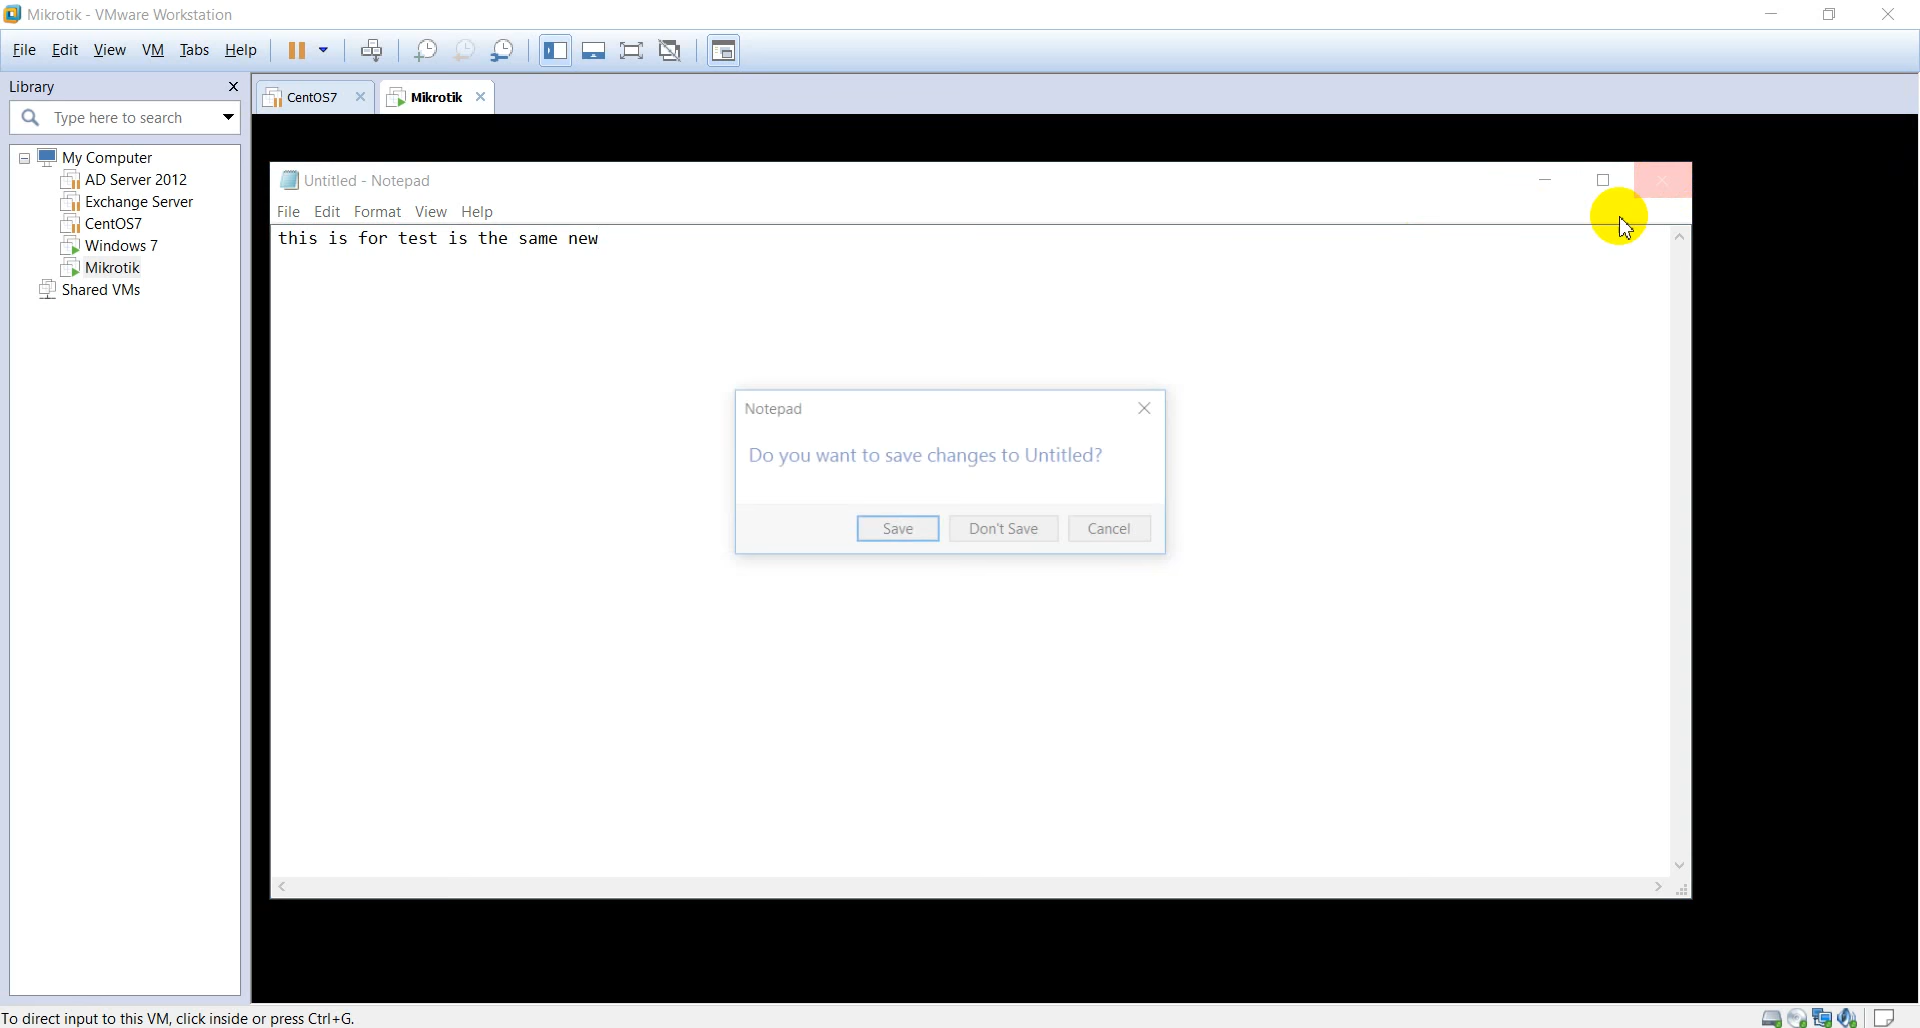 Mikrotik - VMware Workstation
File Edit View VM Tabs Help
Library
Type here to search
My Computer
AD Server 2012
Exchange Server
CentOS7
Windows 7
Mikrotik
Shared VMs
CentOS7 Mikrotik
Untitled - Notepad
File Edit Format View Help
this is for test is the same new
Notepad
Do you want to save changes to Untitled?
Save Don't Save Cancel
To direct input to this VM, click inside or press Ctrl+G.